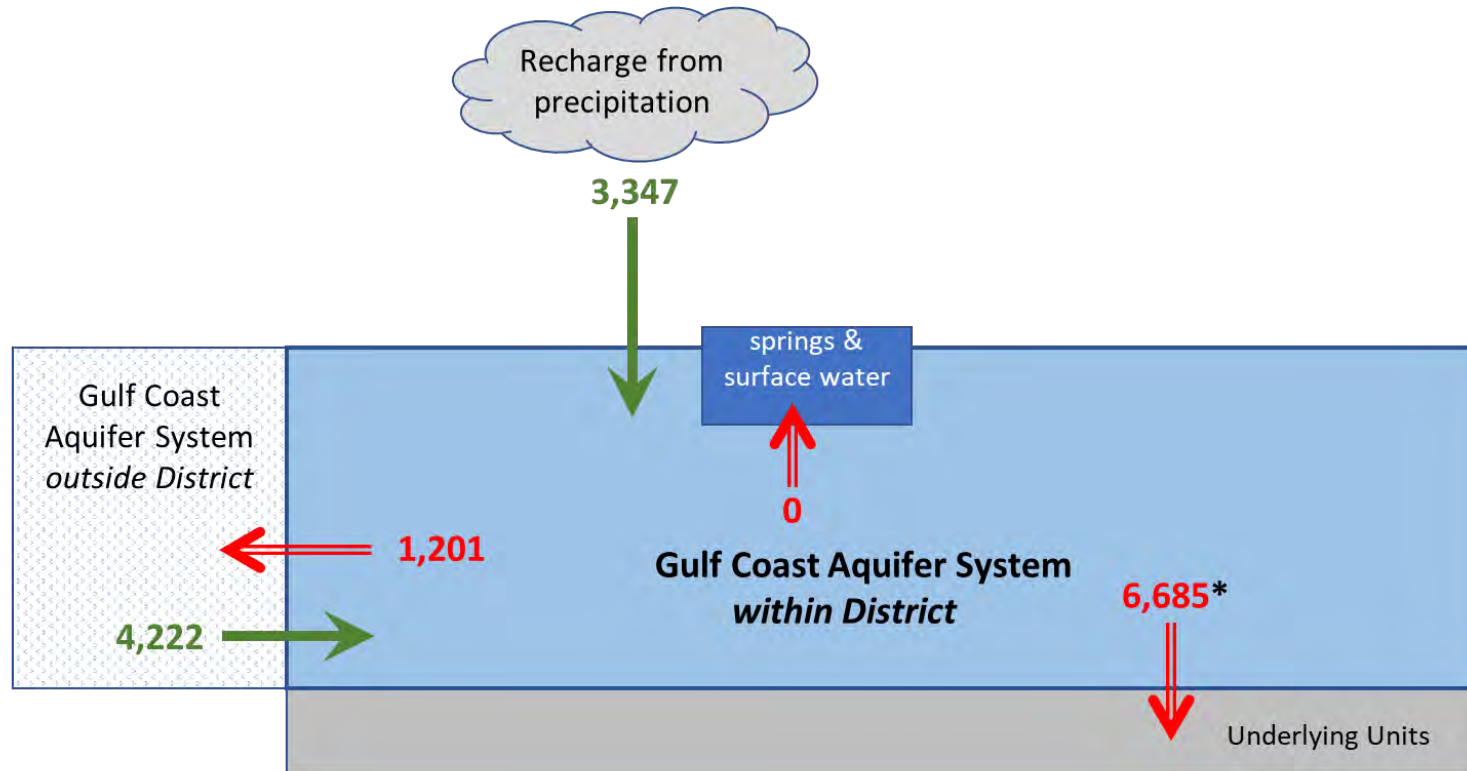 Recharge from
precipitation
3,347
springs &
surface water
Gulf Coast
Aquifer System
outside District
0
1,201
Gulf Coast Aquifer System
within District
6,685*
4,222
Underlying Units